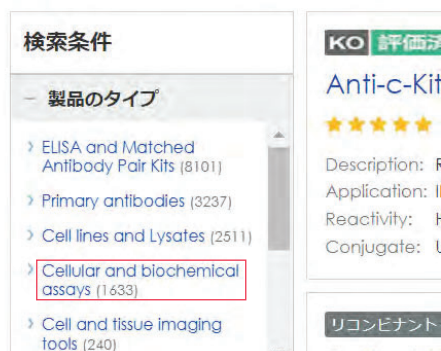 検索条件
製品のタイプ
ELISA and Matched
Antibody Pair Kits (8101)
Primary antibodies (3237)
Cell lines and Lysates (2511)
Cellular and biochemical
assays (1633)
Cell and tissue imaging
tools (240)
KO 評価済
Anti-c-Kit
Description:
Application:
Reactivity:
Conjugate:
リコンビナント